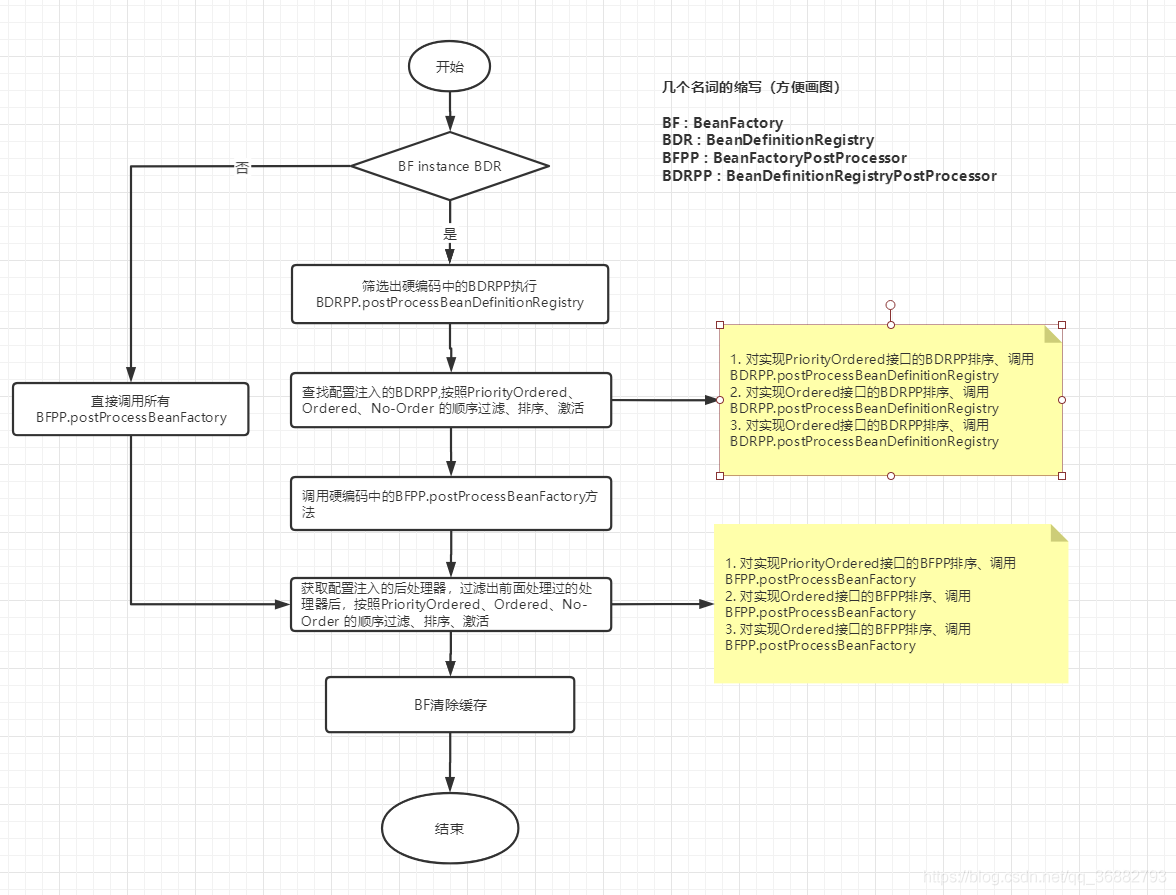 开始
几个名词的缩写（方便画图）
BF : BeanFactory
BDR : BeanDefinitionRegistry
BFPP : BeanFactoryPostProcessor
BDRPP : BeanDefinitionRegistryPostProcessor
BF instance BDR
否
是
筛选出硬编码中的BDRPP执行
BDRPP.postProcessBeanDefinitionRegistry
查找配置注入的BDRPP,按照PriorityOrdered、
Ordered、No-Order 的顺序过滤、排序、激活
1. 对实现PriorityOrdered接口的BDRPP排序、调用
BDRPP.postProcessBeanDefinitionRegistry
2. 对实现Ordered接口的BDRPP排序、调用
BDRPP.postProcessBeanDefinitionRegistry
3. 对实现Ordered接口的BDRPP排序、调用
BDRPP.postProcessBeanDefinitionRegistry
直接调用所有
BFPP.postProcessBeanFactory
调用硬编码中的BFPP.postProcessBeanFactory方
法
获取配置注入的后处理器，过滤出前面处理过的处
理器后，按照PriorityOrdered、Ordered、No-
Order 的顺序过滤、排序、激活
1. 对实现PriorityOrdered接口的BFPP排序、调用
BFPP.postProcessBeanFactory
2. 对实现Ordered接口的BFPP排序、调用
BFPP.postProcessBeanFactory
3. 对实现Ordered接口的BFPP排序、调用
BFPP.postProcessBeanFactory
BF清除缓存
结束
https://blog.csdn.net/qq_36882793